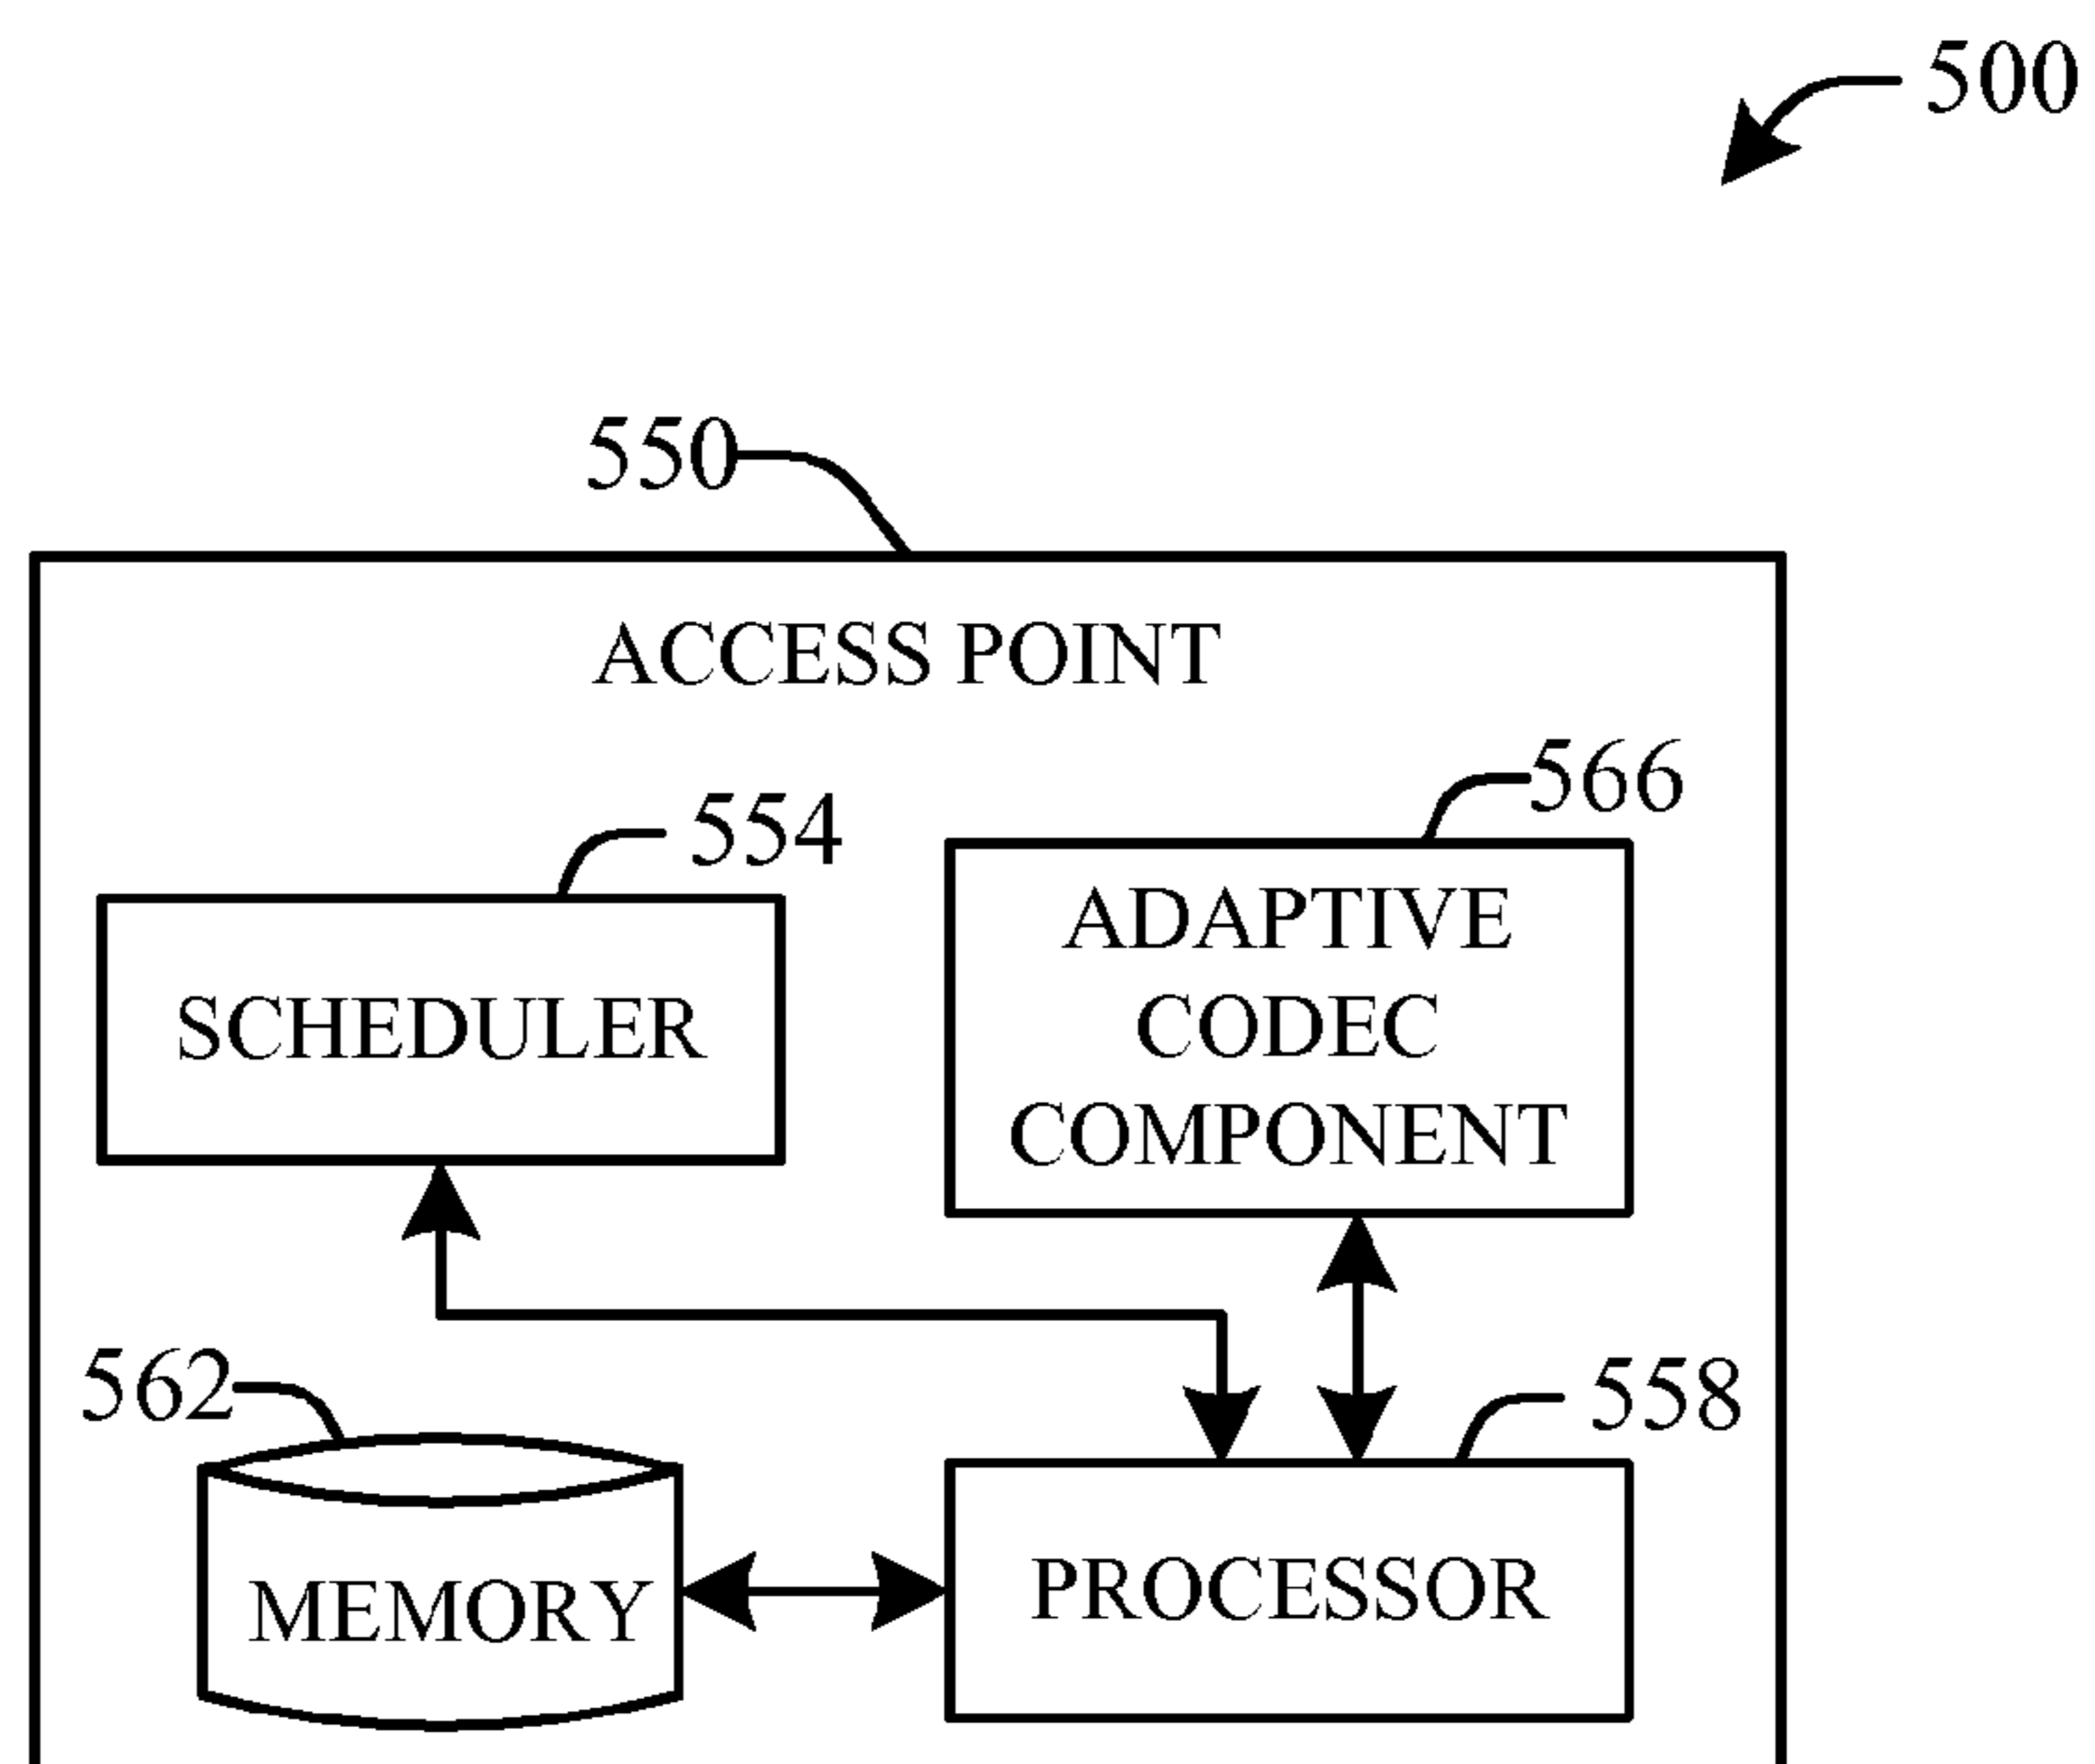 500
550
ACCESS POINT
566
554
ADAPTIVE
CODEC
COMPONENT
SCHEDULER
562
558
MEMORY
PROCESSOR